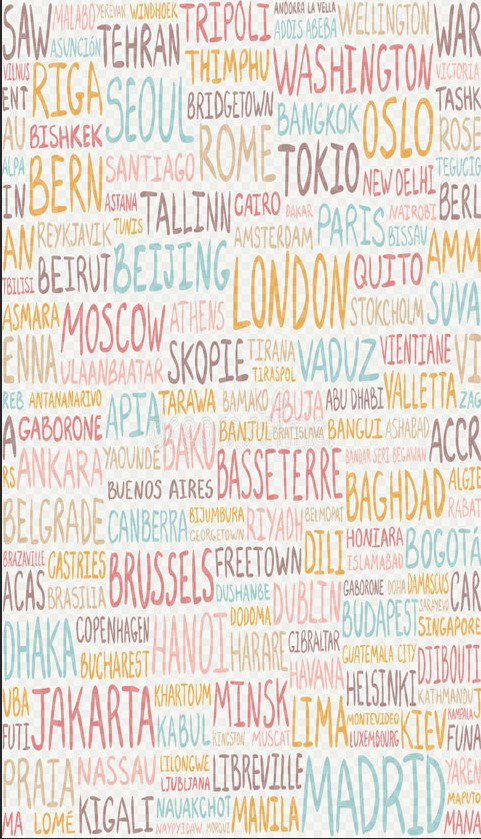 SAW MALABO YEREVAN WINDHOEK TRIPOLI ANDORRA LA VELLA WELLINGTON WAR
ASUNCIÓN TEHRAN ADDIS ABEBA
VILNUS THIMPHU WASHINGTON VICTORIA
ENT RIGA SEOUL BRIDGETOWN BANGKOK OSLO TASHK
AU BISHKEK ROME ROSE
ALPA SANTIAGO TOKIO TEGUCIG
IN BERN ASTANA TALLINN CAIRO NEW DELHI BERL
TUNIS DAKAR PARIS NAIROBI
AN REYKJAVIK AMSTERDAM BISSAU AMM
TBILISI BEIRUT BEIJING LONDON QUITO
ASMARA MOSCOW ATHENS STOKCHOLM SUVA
ENNA ULAANBAATAR SKOPIE TIRANA VADUZ VIENTIANE VI
TIRASPOL
REB ANTANANARIVO APIA TARAWA BAMAKO ABUJA ABU DHABI VALLETTA ZAG
A GABORONE BAKU BANJUL BRATISLAVA BANGUI ASHABAD ACCR
RS ANKARA YAOUNDÉ BASSETERRE BANDAR SERI BEGAWAN ALGIE
BUENOS AIRES BAGHDAD RABAT
BELGRADE CANBERRA BIJUMBURA RIYADH BELMOPAT
GEORGETOWN DILI HONIARA BOGOTÁ
BRAZAVILLE CASTRIES BRUSSELS FREETOWN ISLAMABAD
ACAS BRASILIA DUSHANBE DUBLIN GABORONE DOHA DAMASCUS CAR
DODOMA BUDAPEST SARAYEVO
DHAKA COPENHAGEN HANOI HARARE GIBRALTAR SINGAPORE
BUCHAREST HAVANA GUATEMALA CITY DJIBOUTI
UBA JAKARTA KHARTOUM MINSK LIMA HELSINKI KATHMANDU J
FUTI KABUL KINGSTON MUSCAT MONTEVIDEO KIEV KAMPALA
LUXEMBOURG FUNA
PRAIA NASSAU LILONGWE LIBREVILLE MADRID YAREN
LJUBLJANA
MA LOMÉ KIGALI NAUAKCHOT MANILA MAPUTO
NAYPYIDAW MORONI MANA